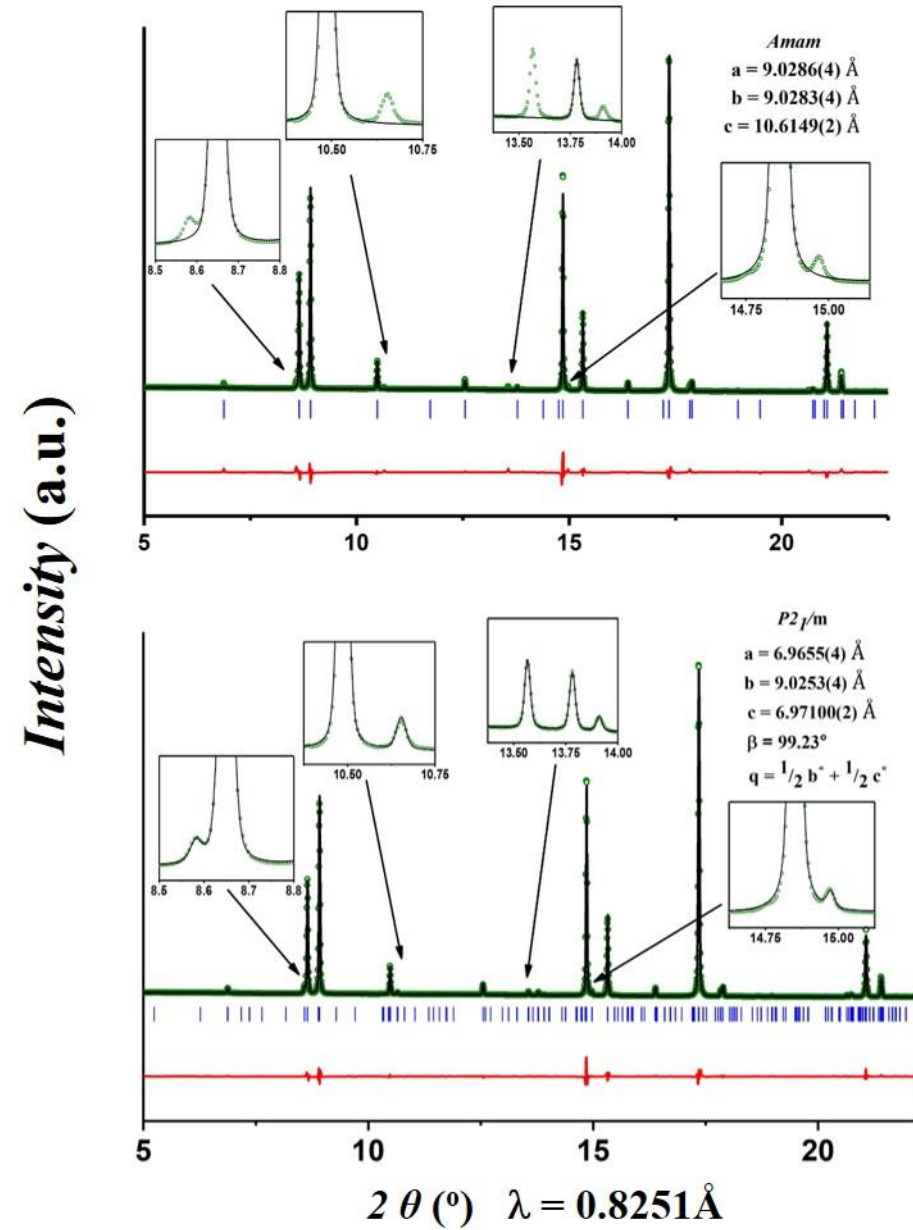 Intensity (a.u.)
Amam
a = 9.0286(4) Å
b = 9.0283(4) Å
c = 10.6149(2) Å
10.50 10.75
13.50 13.75 14.00
8.5 8.6 8.7 8.8
14.75 15.00
5 10 15 20
P2₁/m
a = 6.9655(4) Å
b = 9.0253(4) Å
c = 6.97100(2) Å
β = 99.23°
q = 1/2 b* + 1/2 c*
10.50 10.75
13.50 13.75 14.00
8.5 8.6 8.7 8.8
14.75 15.00
5 10 15 20
2 θ (º) λ = 0.8251Å